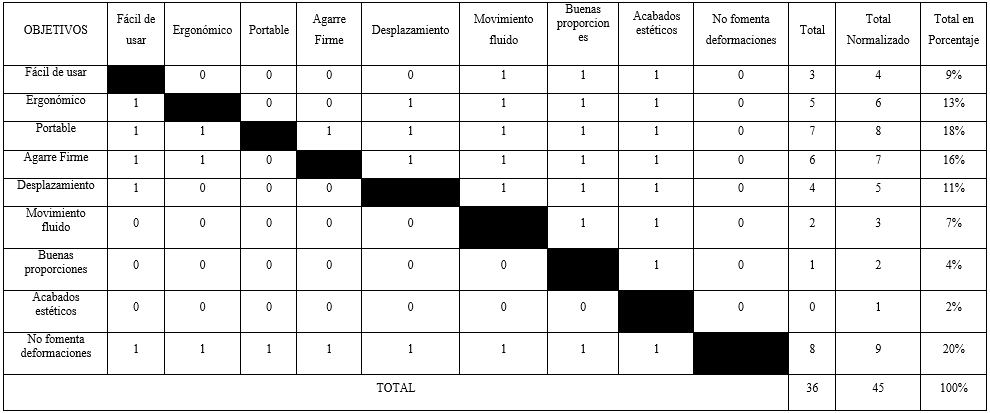 OBJETIVOS Fácil de usar Ergonómico Portable Agarre Firme Desplazamiento Movimiento fluido Buenas proporcion es Acabados estéticos No fomenta deformaciones Total Total Normalizado Total en Porcentaje
Fácil de usar 0 0 0 0 1 1 1 0 3 4 9%
Ergonómico 1 0 0 1 1 1 1 0 5 6 13%
Portable 1 1 1 1 1 1 1 0 7 8 18%
Agarre Firme 1 1 0 1 1 1 1 0 6 7 16%
Desplazamiento 1 0 0 0 1 1 1 0 4 5 11%
Movimiento fluido 0 0 0 0 0 1 1 0 2 3 7%
Buenas proporciones 0 0 0 0 0 0 1 0 1 2 4%
Acabados estéticos 0 0 0 0 0 0 0 0 0 1 2%
No fomenta deformaciones 1 1 1 1 1 1 1 1 8 9 20%
TOTAL 36 45 100%